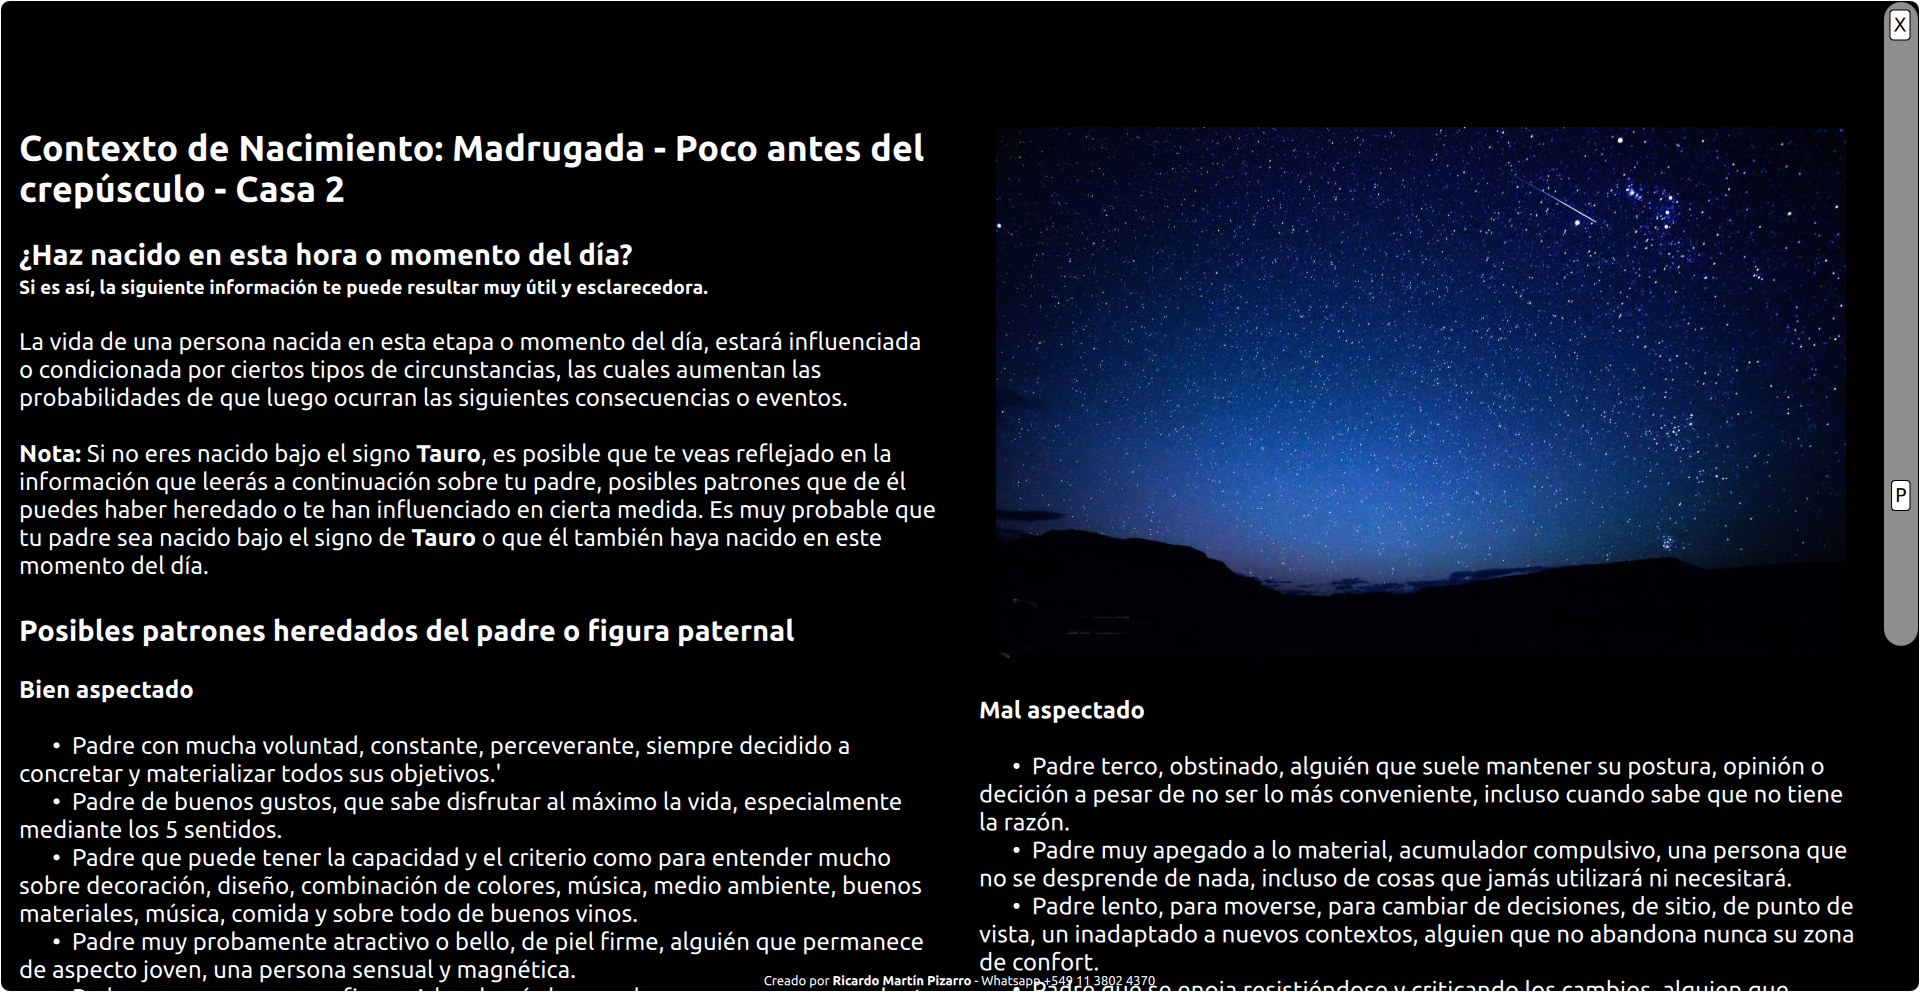 X
Contexto de Nacimiento: Madrugada - Poco antes del
crepúsculo - Casa 2
¿Haz nacido en esta hora o momento del día?
Si es así, la siguiente información te puede resultar muy útil y esclarecedora.
La vida de una persona nacida en esta etapa o momento del día, estará influenciada
o condicionada por ciertos tipos de circunstancias, las cuales aumentan las
probabilidades de que luego ocurran las siguientes consecuencias o eventos.
Nota: Si no eres nacido bajo el signo Tauro, es posible que te veas reflejado en la
información que leerás a continuación sobre tu padre, posibles patrones que de él
puedes haber heredado o te han influenciado en cierta medida. Es muy probable que
tu padre sea nacido bajo el signo de Tauro o que él también haya nacido en este
momento del día.
Posibles patrones heredados del padre o figura paternal
Bien aspectado
• Padre con mucha voluntad, constante, perceverante, siempre decidido a
concretar y materializar todos sus objetivos.'
• Padre de buenos gustos, que sabe disfrutar al máximo la vida, especialmente
mediante los 5 sentidos.
• Padre que puede tener la capacidad y el criterio como para entender mucho
sobre decoración, diseño, combinación de colores, música, medio ambiente, buenos
materiales, música, comida y sobre todo de buenos vinos.
• Padre muy probamente atractivo o bello, de piel firme, alguién que permanece
de aspecto joven, una persona sensual y magnética.
P
Mal aspectado
• Padre terco, obstinado, alguién que suele mantener su postura, opinión o
decición a pesar de no ser lo más conveniente, incluso cuando sabe que no tiene
la razón.
• Padre muy apegado a lo material, acumulador compulsivo, una persona que
no se desprende de nada, incluso de cosas que jamás utilizará ni necesitará.
• Padre lento, para moverse, para cambiar de decisiones, de sitio, de punto de
vista, un inadaptado a nuevos contextos, alguien que no abandona nunca su zona
de confort.
• Padre que se enoja resistiéndose y criticando los cambios, alguien que
Creado por Ricardo Martín Pizarro - Whatsapp +549 11 3802 4370